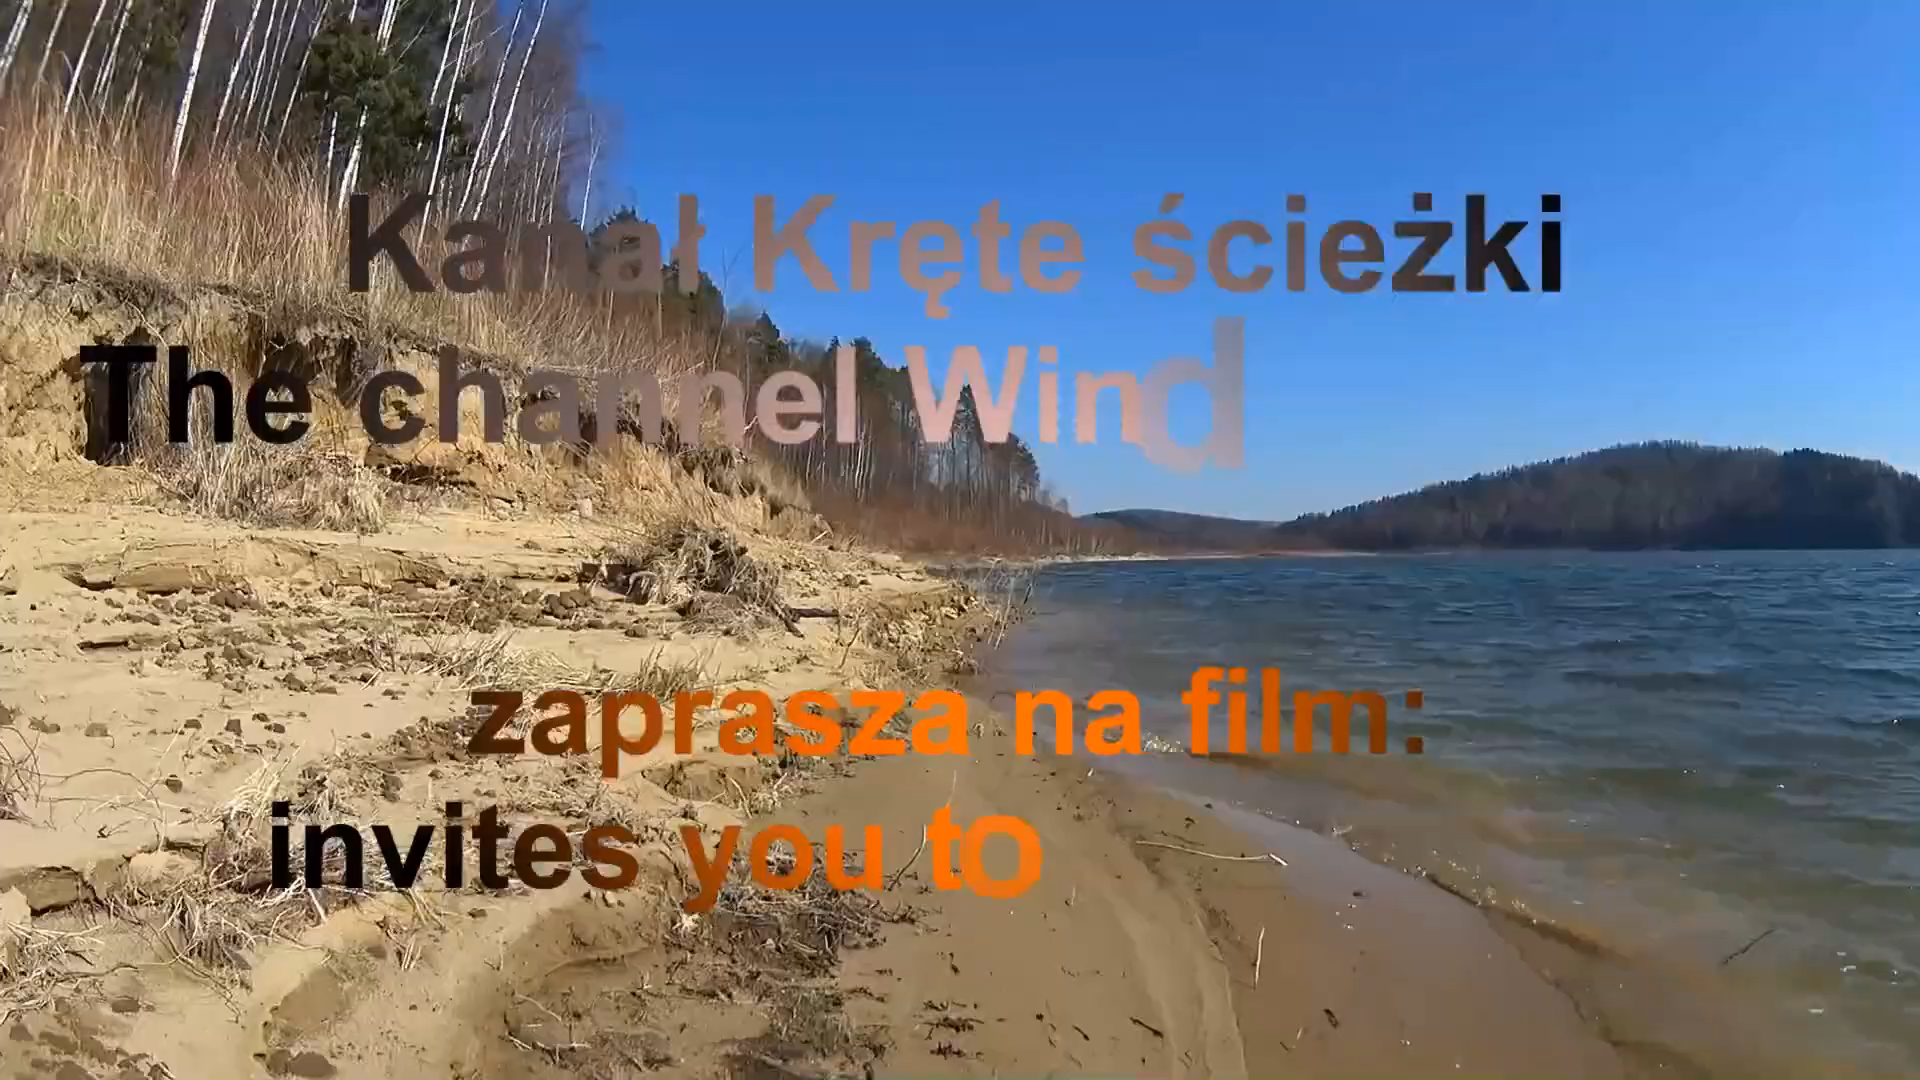 Kanał Kręte ścieżki
The channel Wind
zaprasza na film:
invites you to